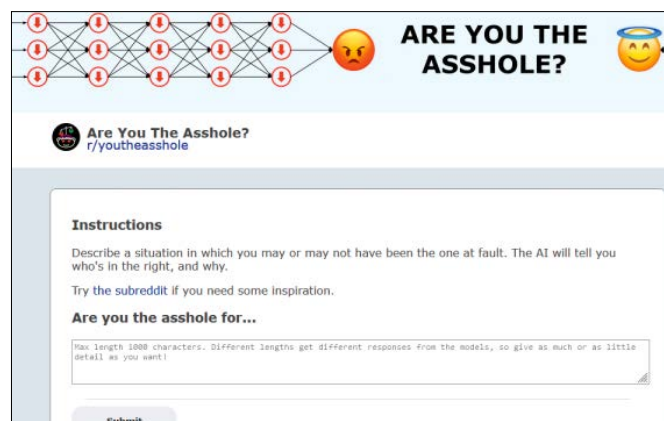 ARE YOU THE
ASSHOLE?
Are You The Asshole?
r/youtheasshole
Instructions
Describe a situation in which you may or may not have been the one at fault. The AI will tell you
who's in the right, and why.
Try the subreddit if you need some inspiration.
Are you the asshole for...
Max length 1000 characters. Different lengths get different responses from the models, so give as much or as little
detail as you want!
Submit